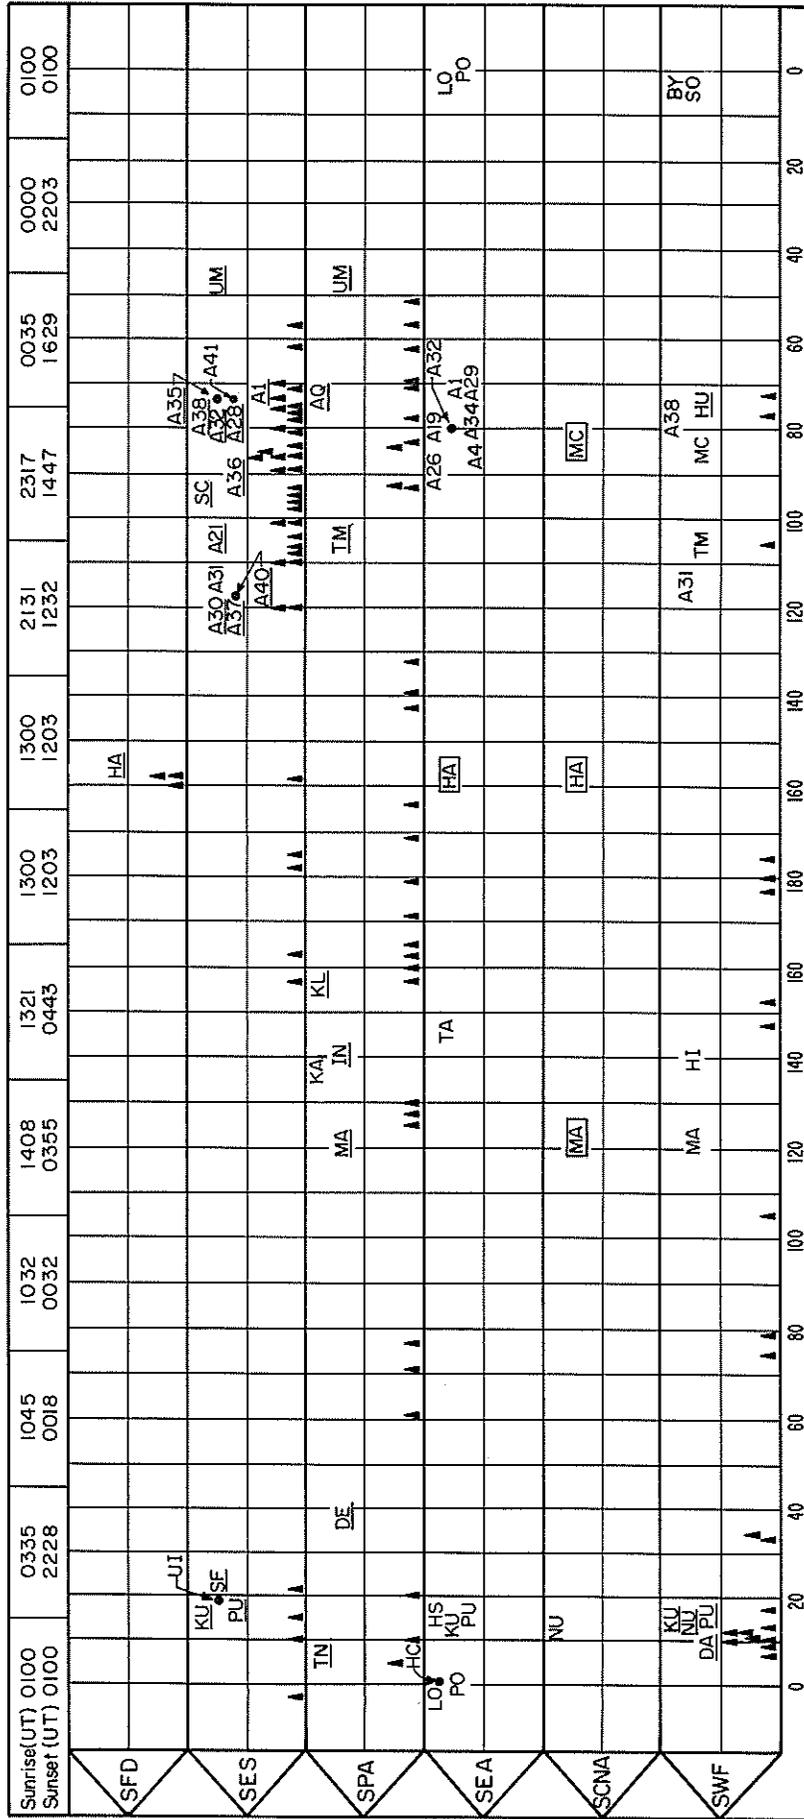 Sunrise(UT) 0100 0335 1045 1032 1408 1321 1300 1300 2131 2317 0035 0000 0100
Sunset (UT) 0100 2228 0018 0032 0355 0443 1203 1203 1232 1447 1629 2203 0100
SFD HA
UI A35
KU A30 A31 A21 SC A38 A41
SES SF A32 UM
PU A37 A36 A28
A40 A1
TN KA KL AQ
SPA DE MA IN TM UM
HC
LO HS HA A26 A19 A32 LO
PO KU TA A1 PO
SEA PU A4 A34 A29
NU
SCNA MA HA MC
KU A31 A38 BY
SWF NU MA HI TM MC HU SO
DA PU
0 20 40 60 80 100 120 140 160 180 160 140 120 100 80 60 40 20 0